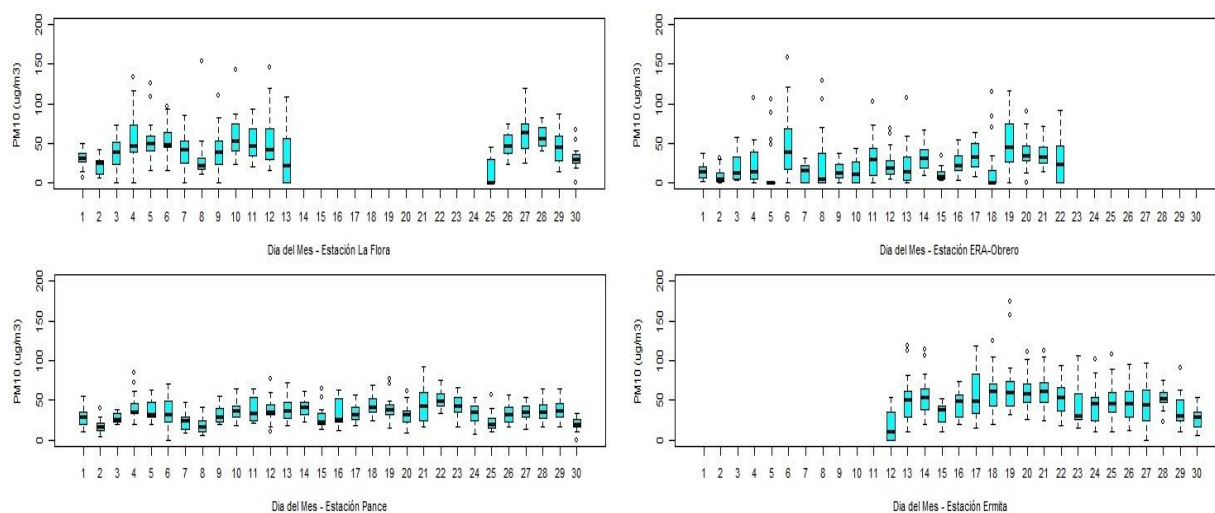 PM10 (ug/m3)
200
150
100
50
0
1 2 3 4 5 6 7 8 9 10 11 12 13 14 15 16 17 18 19 20 21 22 23 24 25 26 27 28 29 30
Dia del Mes - Estación La Flora
PM10 (ug/m3)
200
150
100
50
0
1 2 3 4 5 6 7 8 9 10 11 12 13 14 15 16 17 18 19 20 21 22 23 24 25 26 27 28 29 30
Dia del Mes - Estación ERA-Obrero
PM10 (ug/m3)
200
150
100
50
0
1 2 3 4 5 6 7 8 9 10 11 12 13 14 15 16 17 18 19 20 21 22 23 24 25 26 27 28 29 30
Dia del Mes - Estación Pance
PM10 (ug/m3)
200
150
100
50
0
1 2 3 4 5 6 7 8 9 10 11 12 13 14 15 16 17 18 19 20 21 22 23 24 25 26 27 28 29 30
Dia del Mes - Estación Ermita